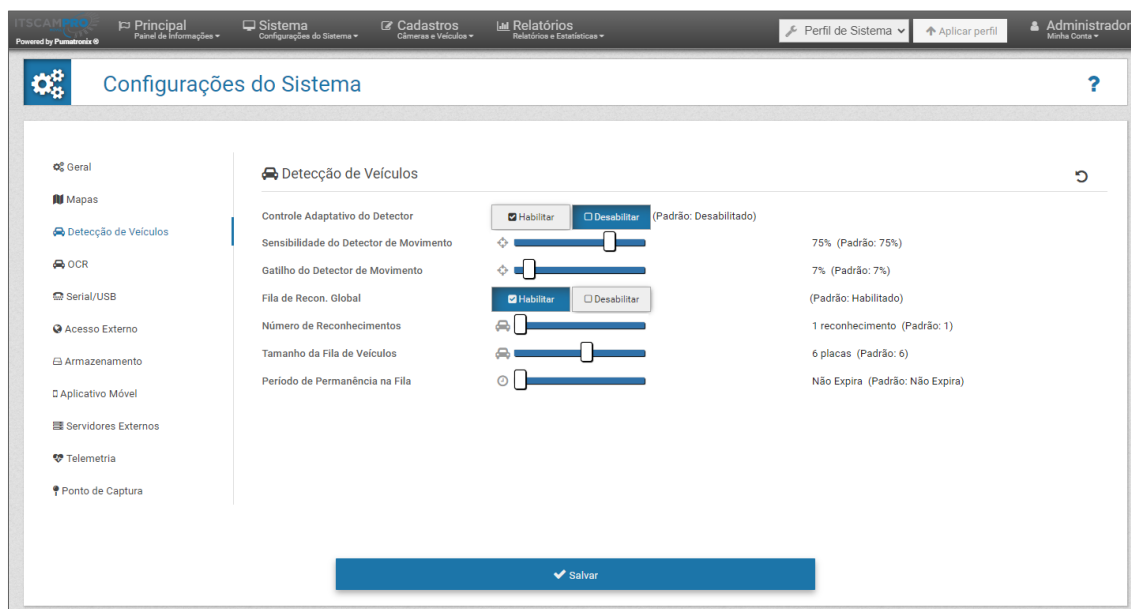 ITSCAMPRO
Powered by Pumatronix ®
Principal
Painel de Informações
Sistema
Configurações do Sistema
Cadastros
Câmeras e Veículos
Relatórios
Relatórios e Estatísticas
Perfil de Sistema
Aplicar perfil
Administrador
Minha Conta
Configurações do Sistema
?
Geral
Mapas
Detecção de Veículos
OCR
Serial/USB
Acesso Externo
Armazenamento
Aplicativo Móvel
Servidores Externos
Telemetria
Ponto de Captura
Detecção de Veículos
Controle Adaptativo do Detector Habilitar Desabilitar (Padrão: Desabilitado)
Sensibilidade do Detector de Movimento 75% (Padrão: 75%)
Gatilho do Detector de Movimento 7% (Padrão: 7%)
Fila de Recon. Global Habilitar Desabilitar (Padrão: Habilitado)
Número de Reconhecimentos 1 reconhecimento (Padrão: 1)
Tamanho da Fila de Veículos 6 placas (Padrão: 6)
Período de Permanência na Fila Não Expira (Padrão: Não Expira)
Salvar